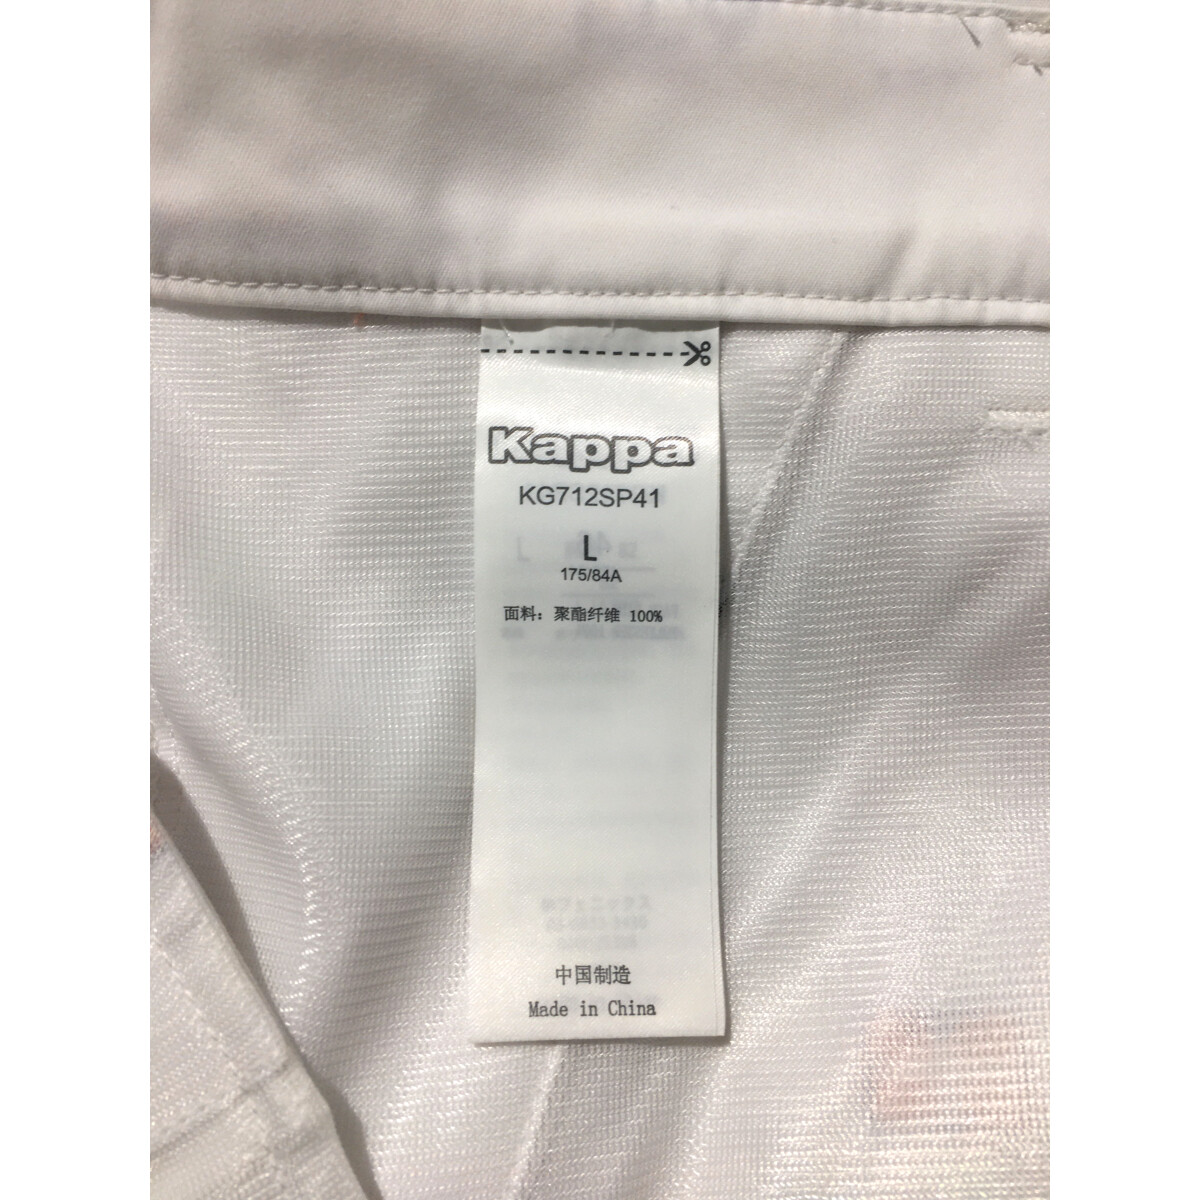 Kappa
KG712SP41
L
175/84A
面料: 聚酯纤维 100%
中国制造
Made in China